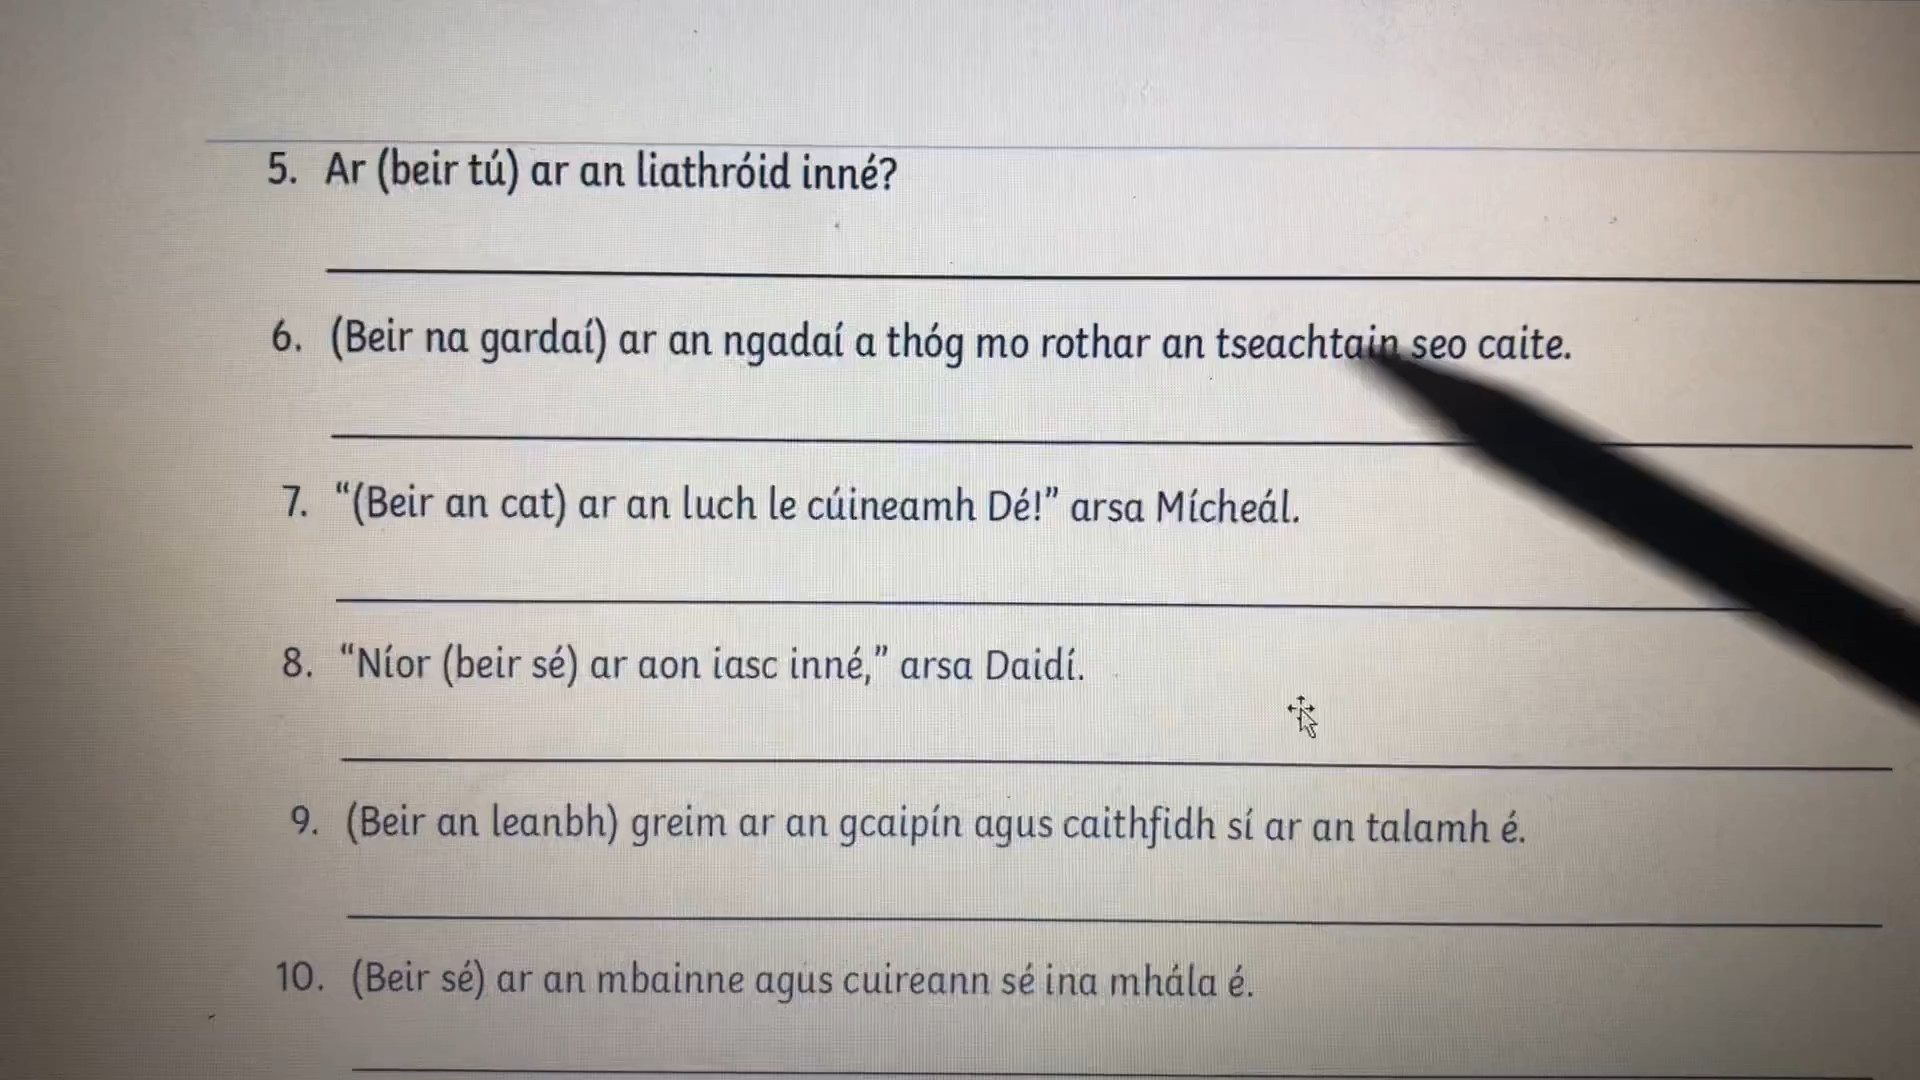 5. Ar (beir tú) ar an liathróid inné?
6. (Beir na gardaí) ar an ngadaí a thóg mo rothar an tseachtain seo caite.
7. “(Beir an cat) ar an luch le cúineamh Dé!” arsa Mícheál.
8. “Níor (beir sé) ar aon iasc inné,” arsa Daidí.
9. (Beir an leanbh) greim ar an gcaipín agus caithfidh sí ar an talamh é.
10. (Beir sé) ar an mbainne agus cuireann sé ina mhála é.